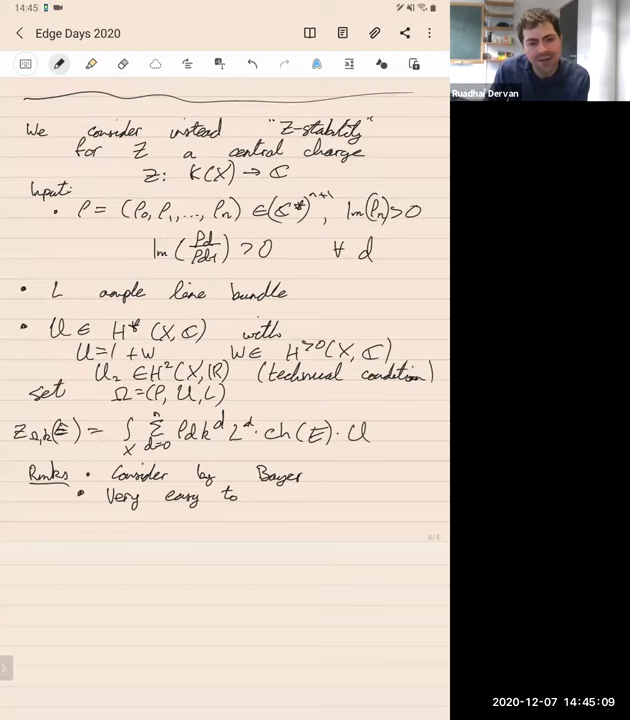 14:45
Edge Days 2020
Ruadhaí Dervan
We consider instead "Z-stability"
for Z a central charge
Z: K(X) → ℂ
Input:
• ρ = (ρ₀, ρ₁, ..., ρₙ) ∈ (ℂ*)ⁿ⁺¹, Im(ρₙ) > 0
Im(ρd/ρd+1) > 0 ∀ d
• L ample line bundle
• U ∈ H*(X, ℂ) with
U = 1 + W W ∈ H^{>0}(X, ℂ)
U₂ ∈ H²(X, ℝ) (technical condition)
set Ω = (ρ, U, L)
Z_{Ω,k}(E) = ∫_X Σ_{d=0}^n ρd k^d L^d · ch(E) · U
Rmks • Consider by Bayer
• Very easy to
4/4
2020-12-07 14:45:09